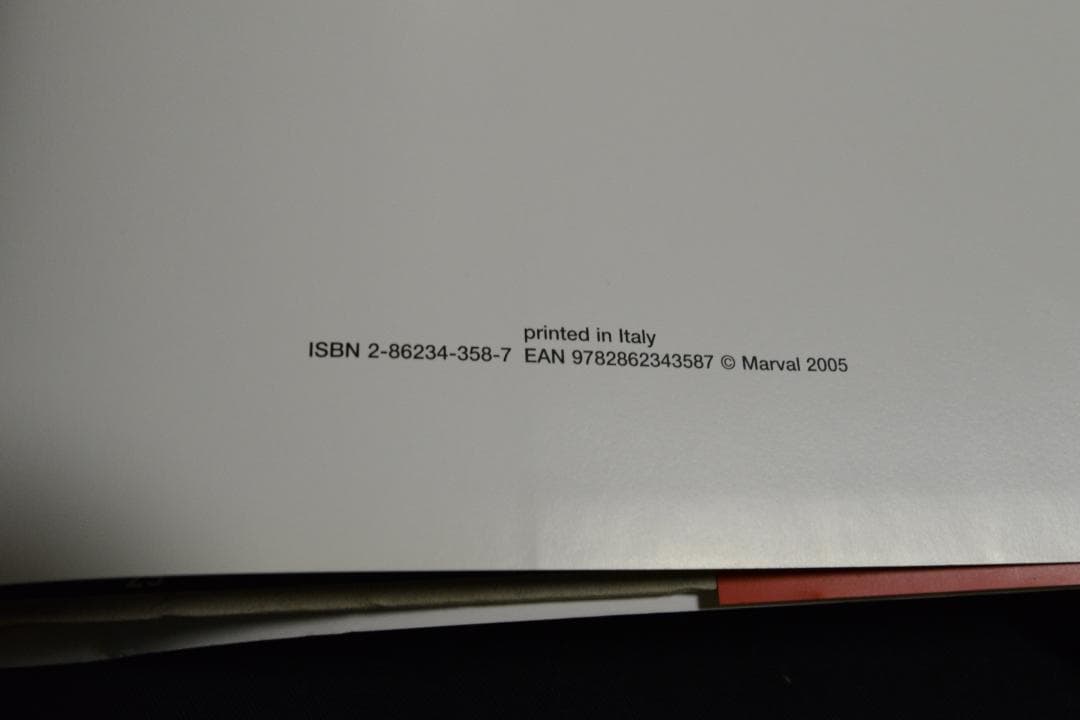 printed in Italy
ISBN 2-86234-358-7 EAN 9782862343587 © Marval 2005